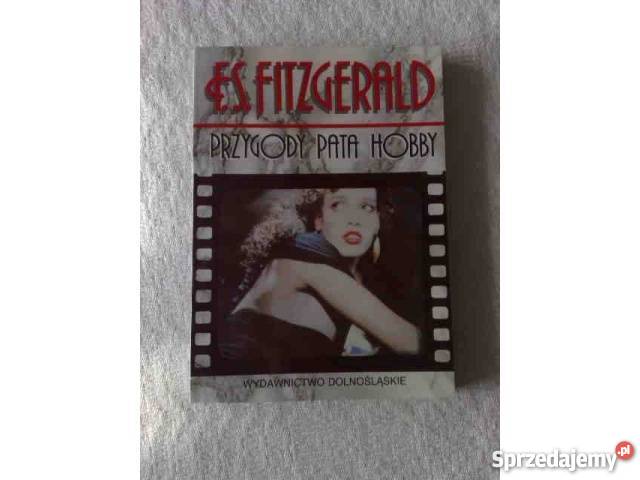 F.S. FITZGERALD
PRZYGODY PATA HOBBY
WYDAWNICTWO DOLNOŚLĄSKIE
Sprzedajemy.pl